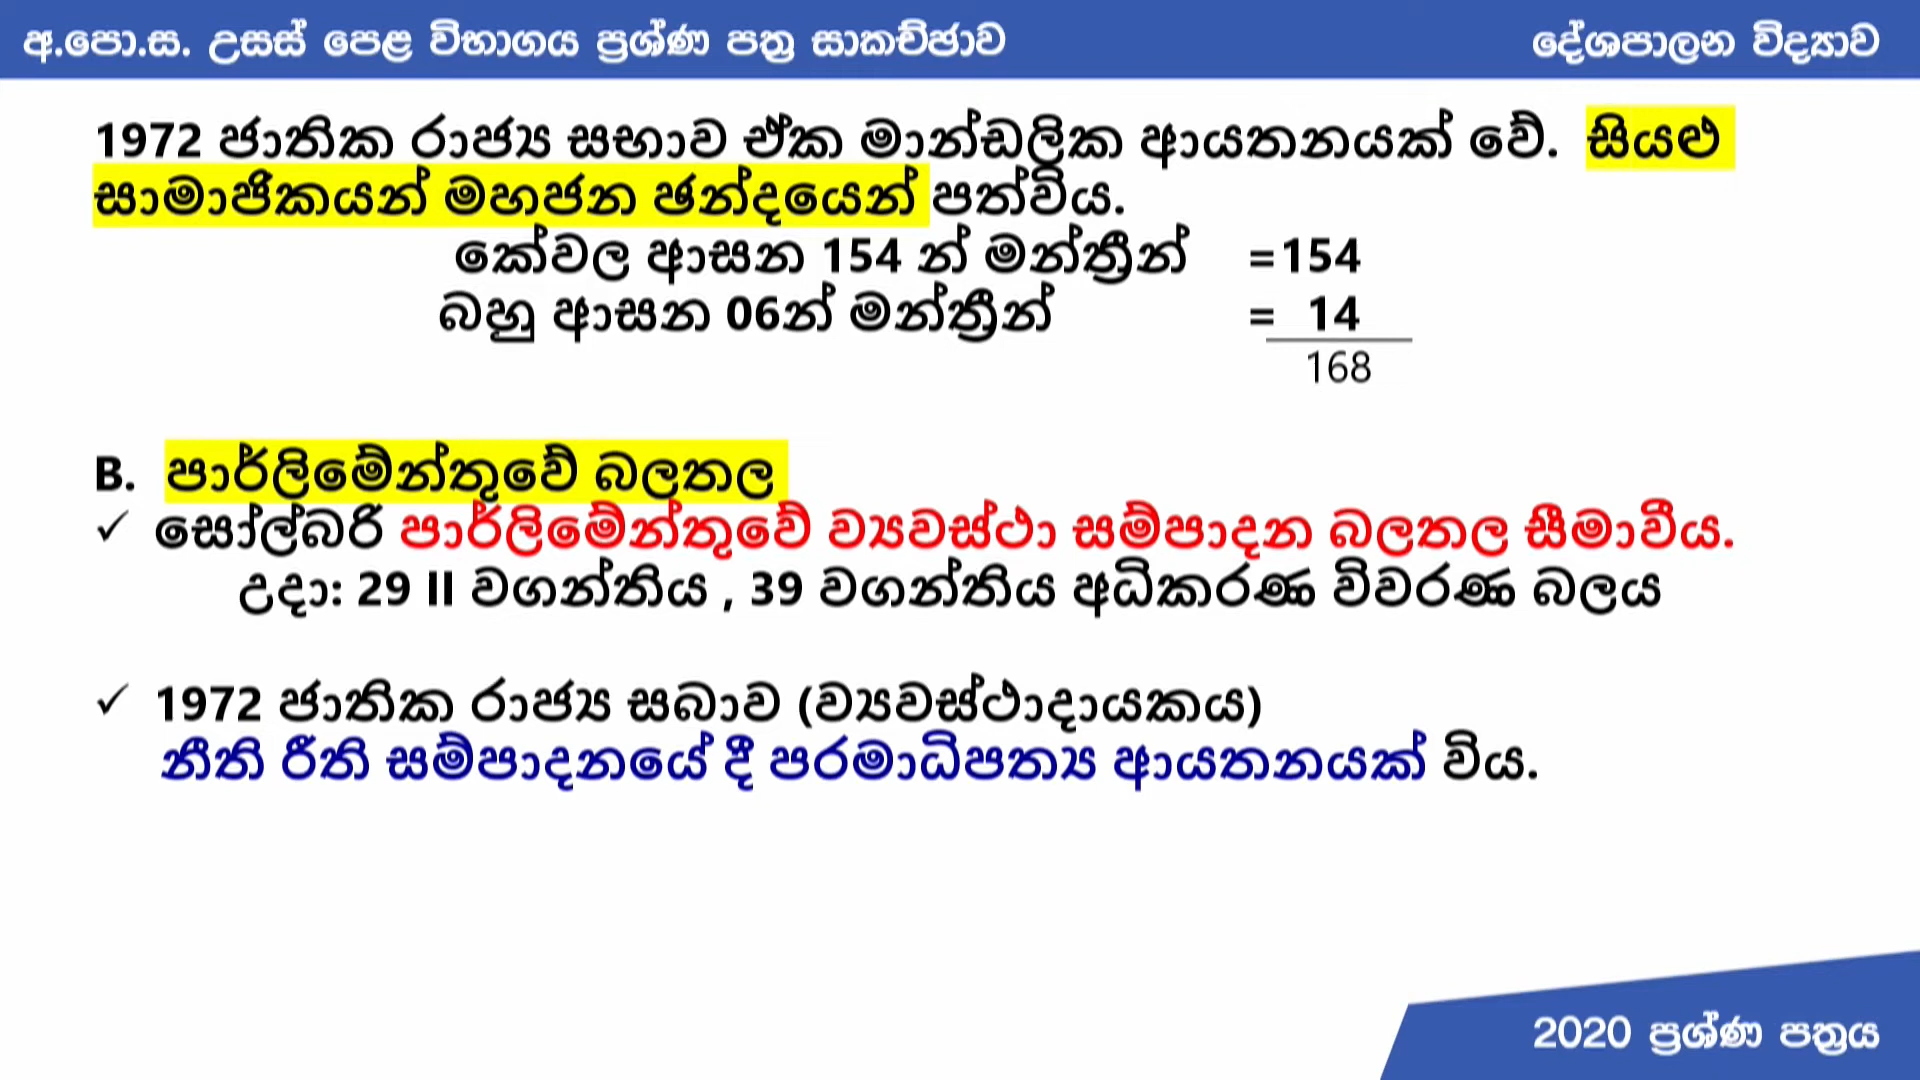 අ.පො.ස. උසස් පෙළ විභාගය ප්‍රශ්ණ පත්‍ර සාකච්ඡාව
දේශපාලන විද්‍යාව
1972 ජාතික රාජ්‍ය සභාව ඒක මාන්ඩලික ආයතනයක් වේ. සියළු
සාමාජිකයන් මහජන ඡන්දයෙන් පත්විය.
කේවල ආසන 154 න් මන්ත්‍රීන් =154
බහු ආසන 06න් මන්ත්‍රීන් = 14
168
B. පාර්ලිමේන්තුවේ බලතල
✓ සෝල්බරි පාර්ලිමේන්තුවේ ව්‍යවස්ථා සම්පාදන බලතල සීමාවීය.
උදා: 29 II වගන්තිය , 39 වගන්තිය අධිකරණ විවරණ බලය
✓ 1972 ජාතික රාජ්‍ය සබාව (ව්‍යවස්ථාදායකය)
නීති රීති සම්පාදනයේ දී පරමාධිපත්‍ය ආයතනයක් විය.
2020 ප්‍රශ්ණ පත්‍රය